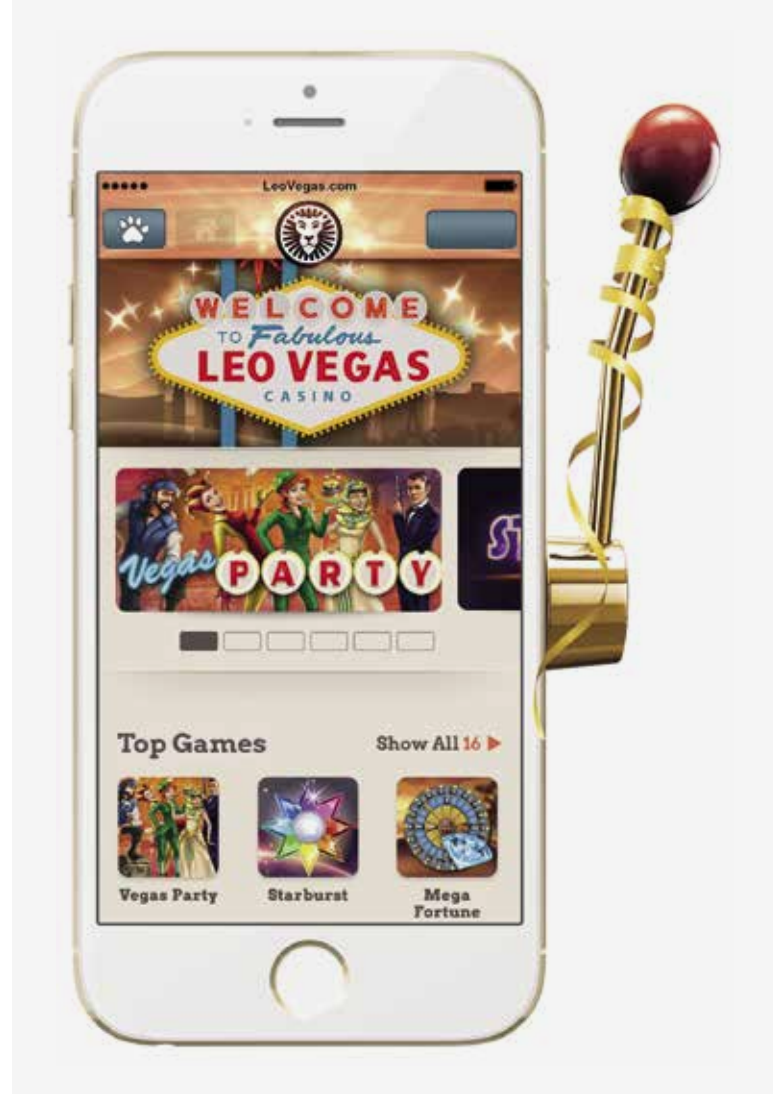 LeoVegas.com
WELCOME
TO Fabulous
LEO VEGAS
CASINO
Vegas PARTY
ST
Top Games
Show All 16
Vegas Party
Starburst
Mega
Fortune